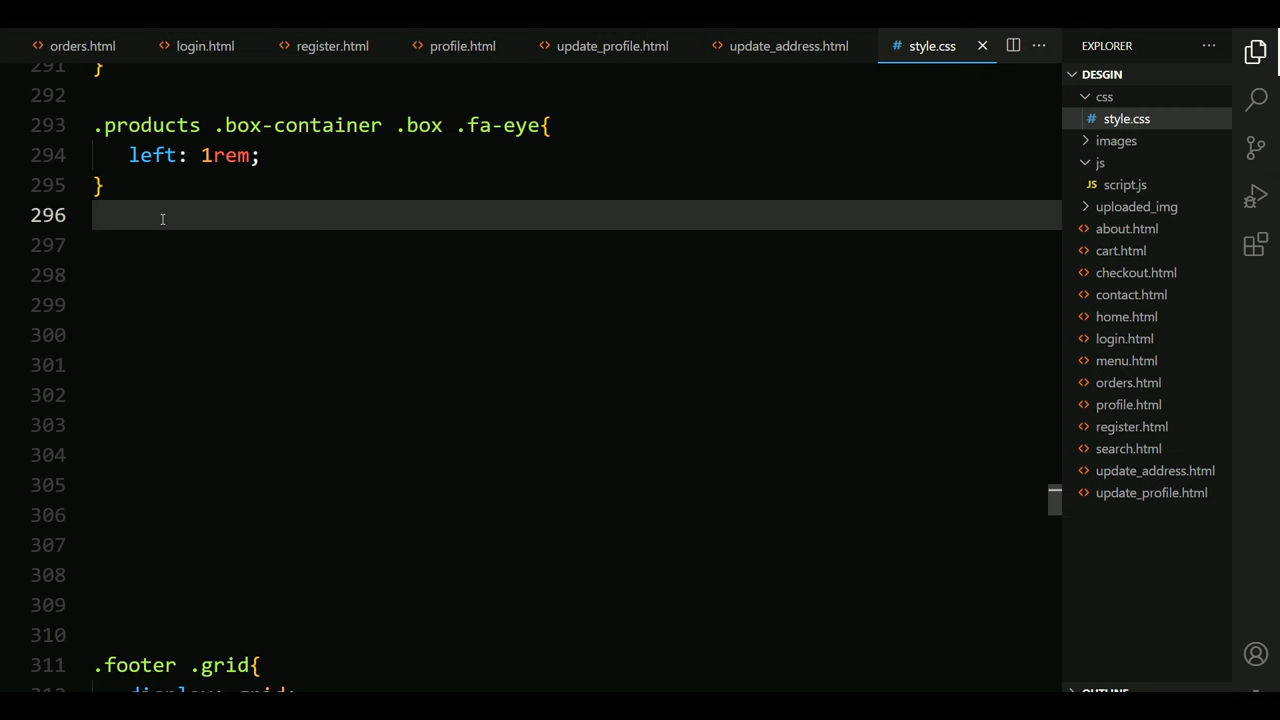 orders.html login.html register.html profile.html update_profile.html update_address.html # style.css
291 }
292
293 .products .box-container .box .fa-eye{
294 left: 1rem;
295 }
296
297
298
299
300
301
302
303
304
305
306
307
308
309
310
311 .footer .grid{
312 display: grid;
EXPLORER
DESGIN
css
# style.css
images
js
JS script.js
uploaded_img
about.html
cart.html
checkout.html
contact.html
home.html
login.html
menu.html
orders.html
profile.html
register.html
search.html
update_address.html
update_profile.html
OUTLINE